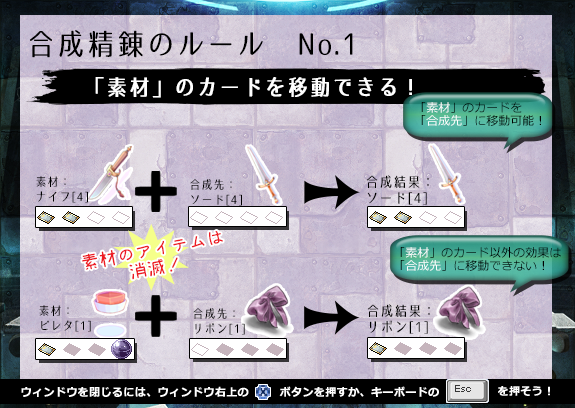 合成精錬のルール No.1
「素材」のカードを移動できる！
「素材」のカードを
「合成先」に移動可能！
素材：
ナイフ[4]
合成先：
ソード[4]
合成結果：
ソード[4]
素材のアイテムは
消滅！
「素材」のカード以外の効果は
「合成先」に移動できない！
素材：
ビレタ[1]
合成先：
リボン[1]
合成結果：
リボン[1]
ウィンドウを閉じるには、ウィンドウ右上の ボタンを押すか、キーボードの Esc を押そう！